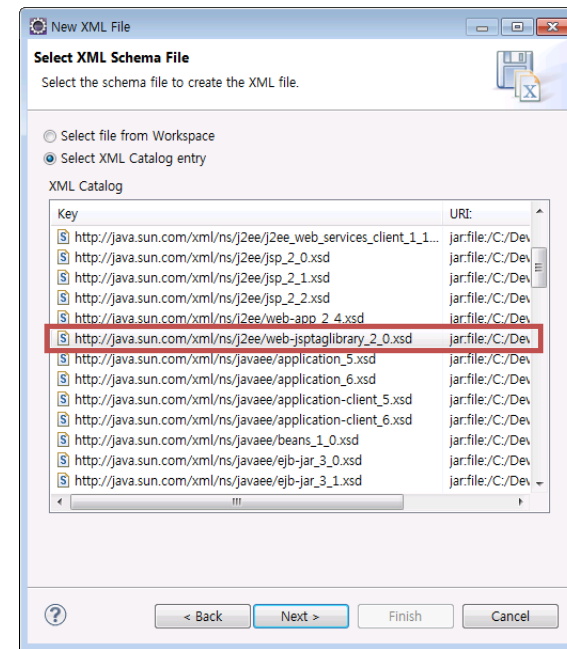 New XML File
Select XML Schema File
Select the schema file to create the XML file.
Select file from Workspace
Select XML Catalog entry
XML Catalog
Key URI:
http://java.sun.com/xml/ns/j2ee/j2ee_web_services_client_1_1... jar:file:/C:/Dev
http://java.sun.com/xml/ns/j2ee/jsp_2_0.xsd jar:file:/C:/Dev
http://java.sun.com/xml/ns/j2ee/jsp_2_1.xsd jar:file:/C:/Dev
http://java.sun.com/xml/ns/j2ee/jsp_2_2.xsd jar:file:/C:/Dev
http://java.sun.com/xml/ns/j2ee/web-app_2_4.xsd jar:file:/C:/Dev
http://java.sun.com/xml/ns/j2ee/web-jsptaglibrary_2_0.xsd jar:file:/C:/Dev
http://java.sun.com/xml/ns/javaee/application_5.xsd jar:file:/C:/Dev
http://java.sun.com/xml/ns/javaee/application_6.xsd jar:file:/C:/Dev
http://java.sun.com/xml/ns/javaee/application-client_5.xsd jar:file:/C:/Dev
http://java.sun.com/xml/ns/javaee/application-client_6.xsd jar:file:/C:/Dev
http://java.sun.com/xml/ns/javaee/beans_1_0.xsd jar:file:/C:/Dev
http://java.sun.com/xml/ns/javaee/ejb-jar_3_0.xsd jar:file:/C:/Dev
http://java.sun.com/xml/ns/javaee/ejb-jar_3_1.xsd jar:file:/C:/Dev
< Back Next > Finish Cancel